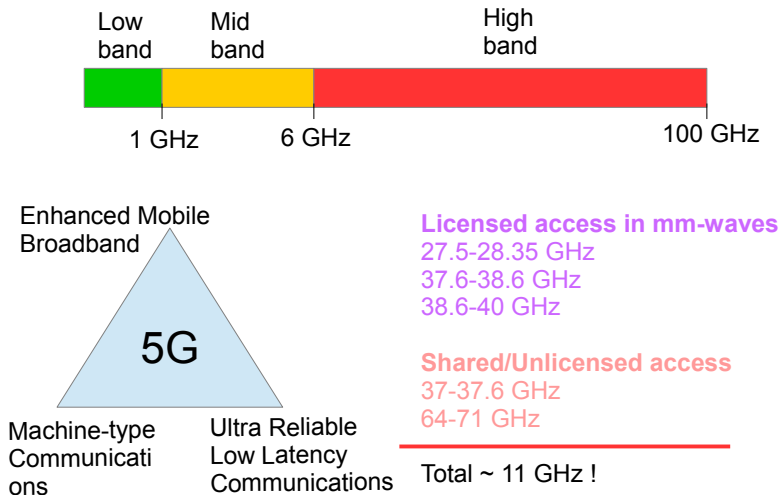 Low
band
Mid
band
High
band
1 GHz
6 GHz
100 GHz
Enhanced Mobile
Broadband
5G
Machine-type
Communicati
ons
Ultra Reliable
Low Latency
Communications
Licensed access in mm-waves
27.5-28.35 GHz
37.6-38.6 GHz
38.6-40 GHz
Shared/Unlicensed access
37-37.6 GHz
64-71 GHz
Total ~ 11 GHz !